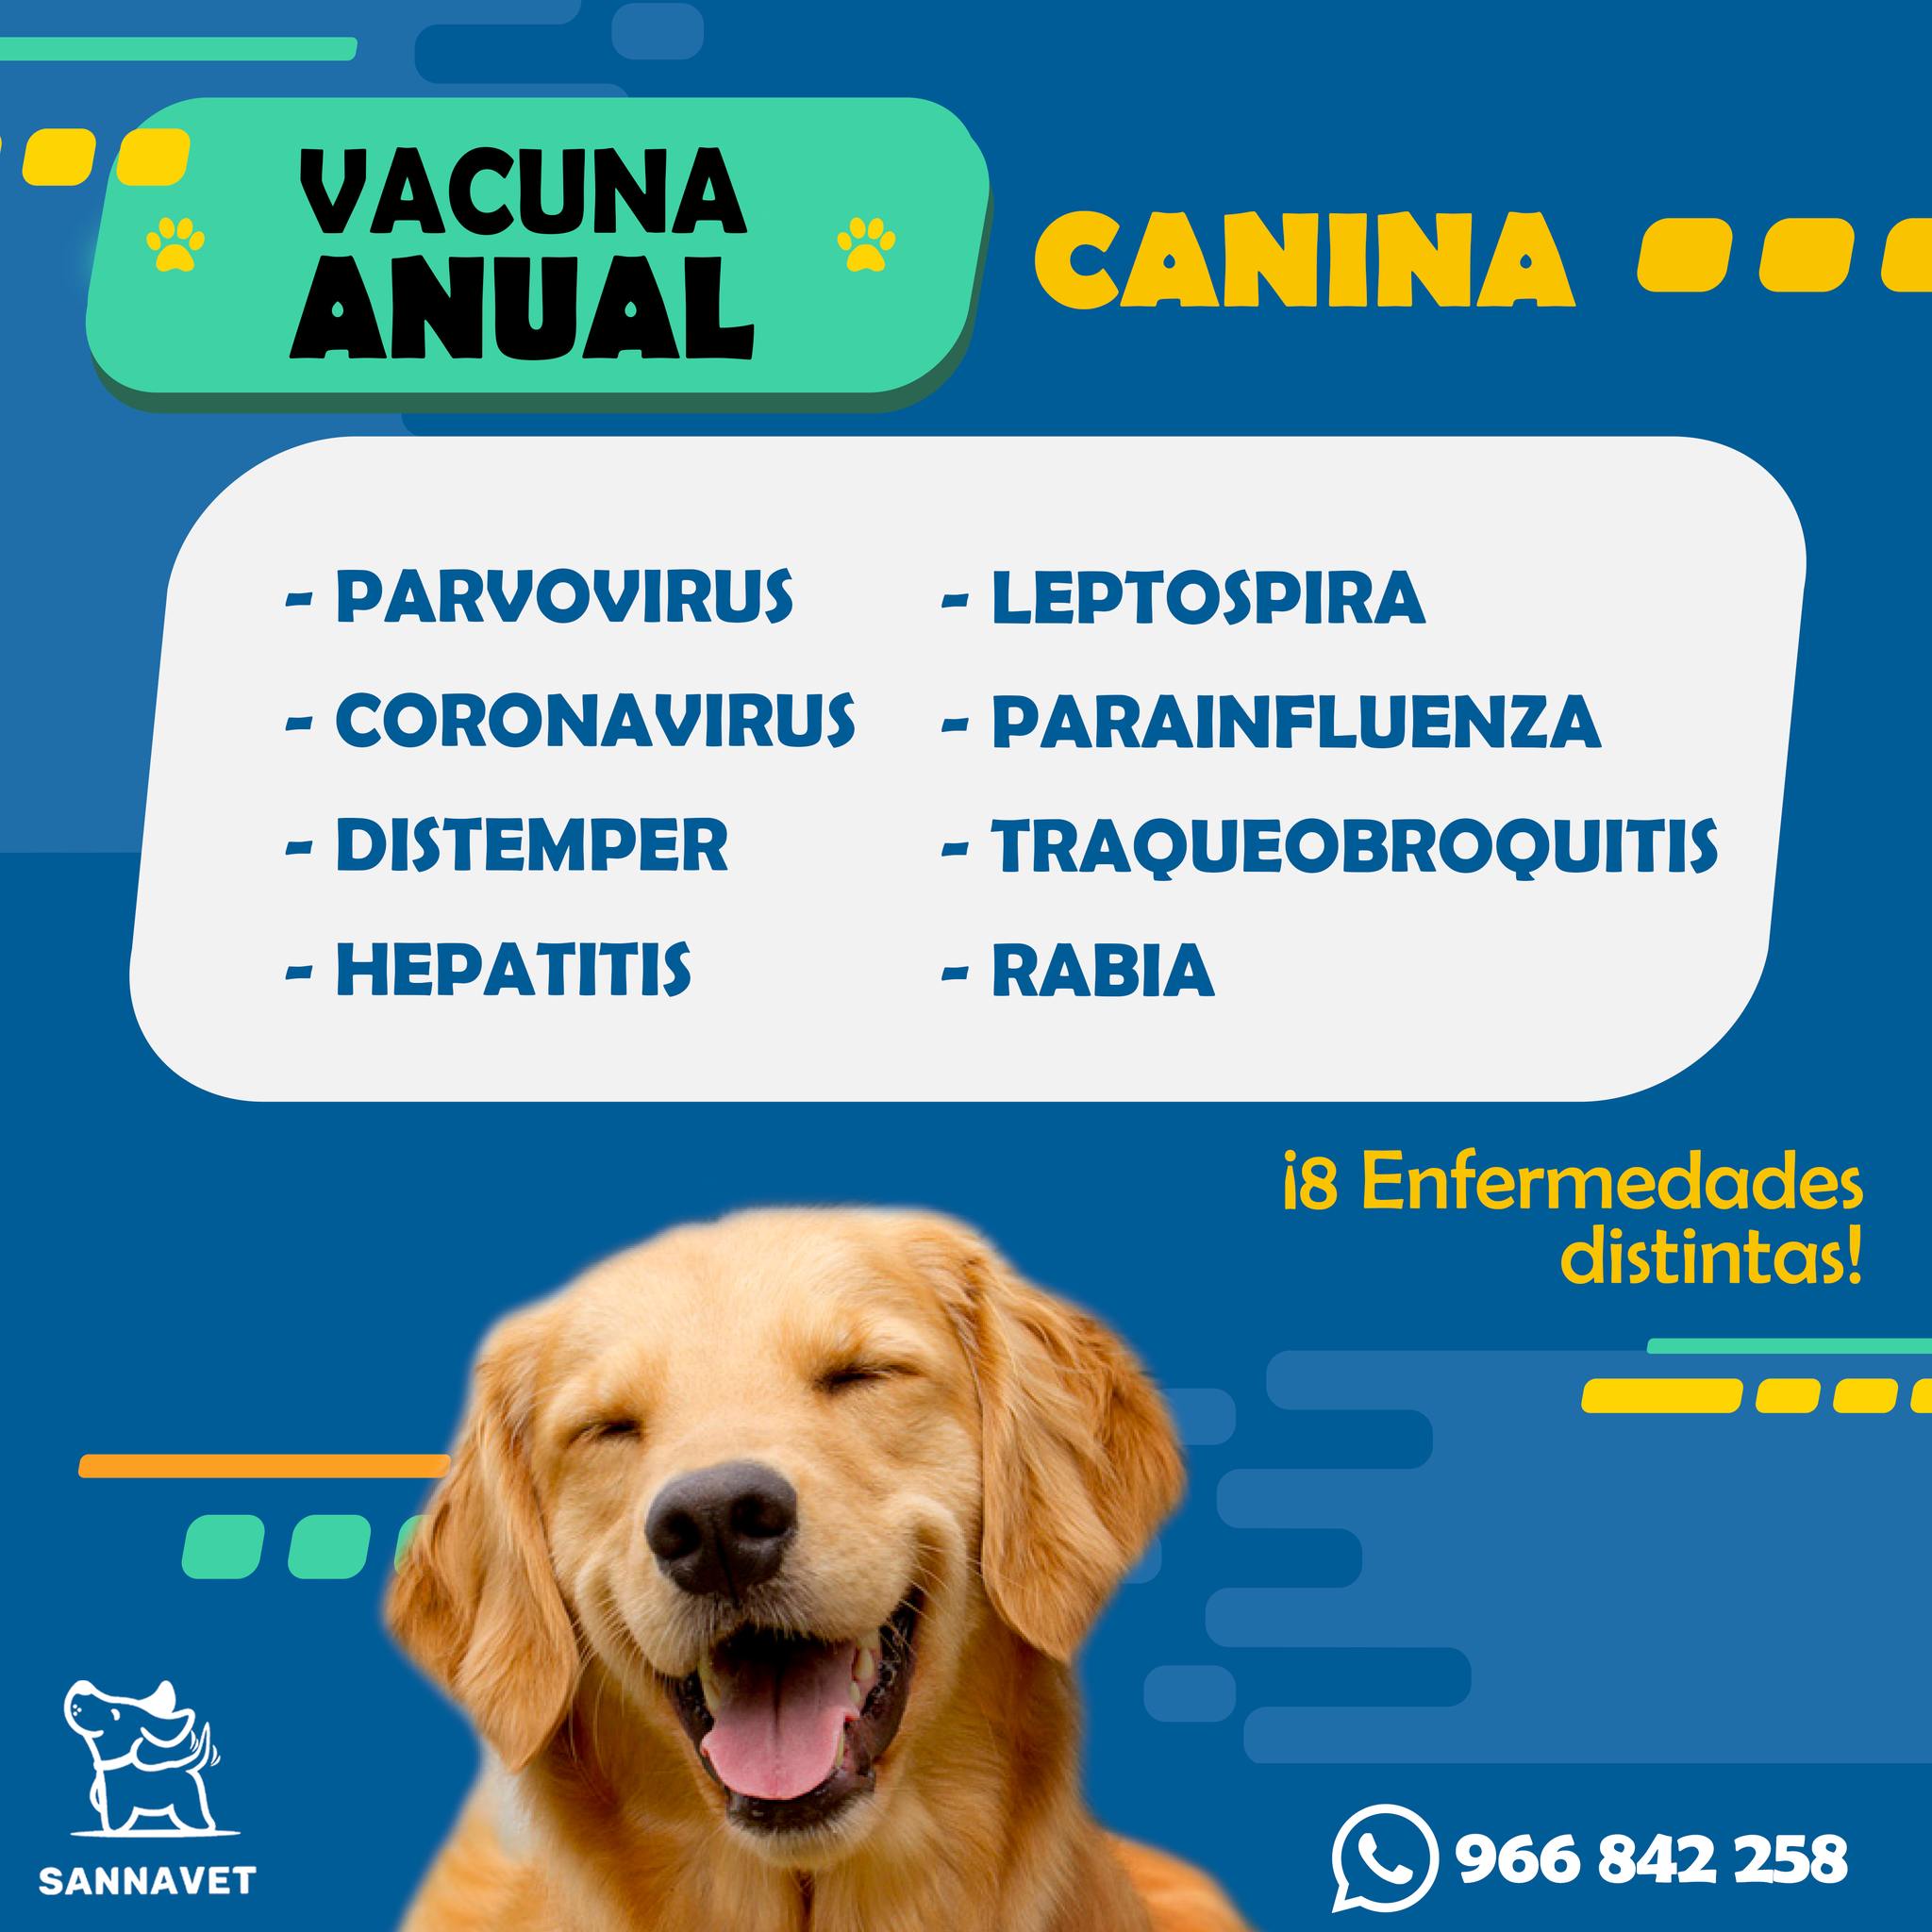 VACUNA
ANUAL
CANINA
- PARVOVIRUS
- CORONAVIRUS
- DISTEMPER
- HEPATITIS
- LEPTOSPIRA
- PARAINFLUENZA
- TRAQUEOBROQUITIS
- RABIA
¡8 Enfermedades
distintas!
SANNAVET
966 842 258